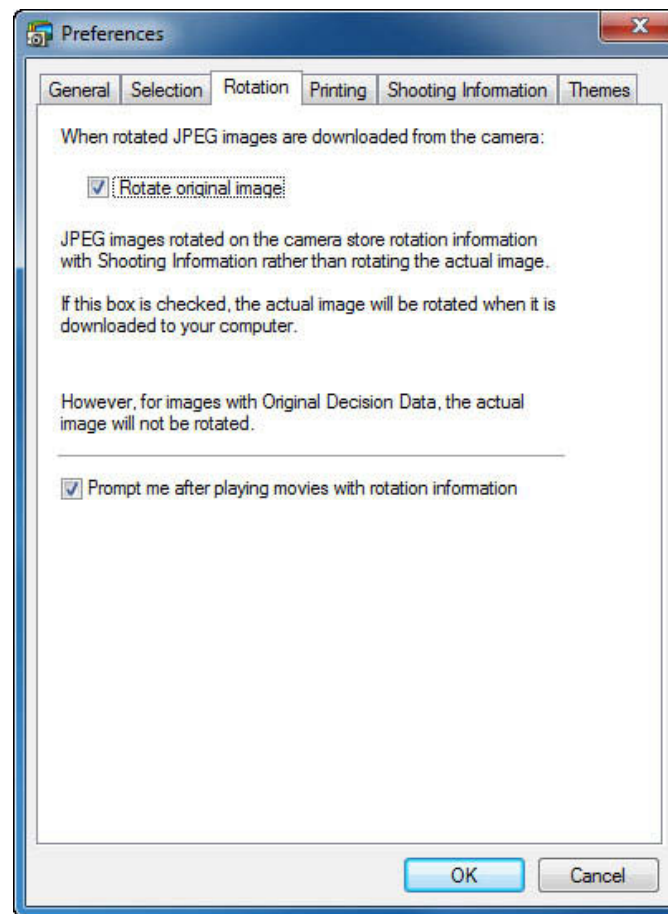 Preferences
General Selection Rotation Printing Shooting Information Themes
When rotated JPEG images are downloaded from the camera:
Rotate original image
JPEG images rotated on the camera store rotation information
with Shooting Information rather than rotating the actual image.
If this box is checked, the actual image will be rotated when it is
downloaded to your computer.
However, for images with Original Decision Data, the actual
image will not be rotated.
Prompt me after playing movies with rotation information
OK Cancel